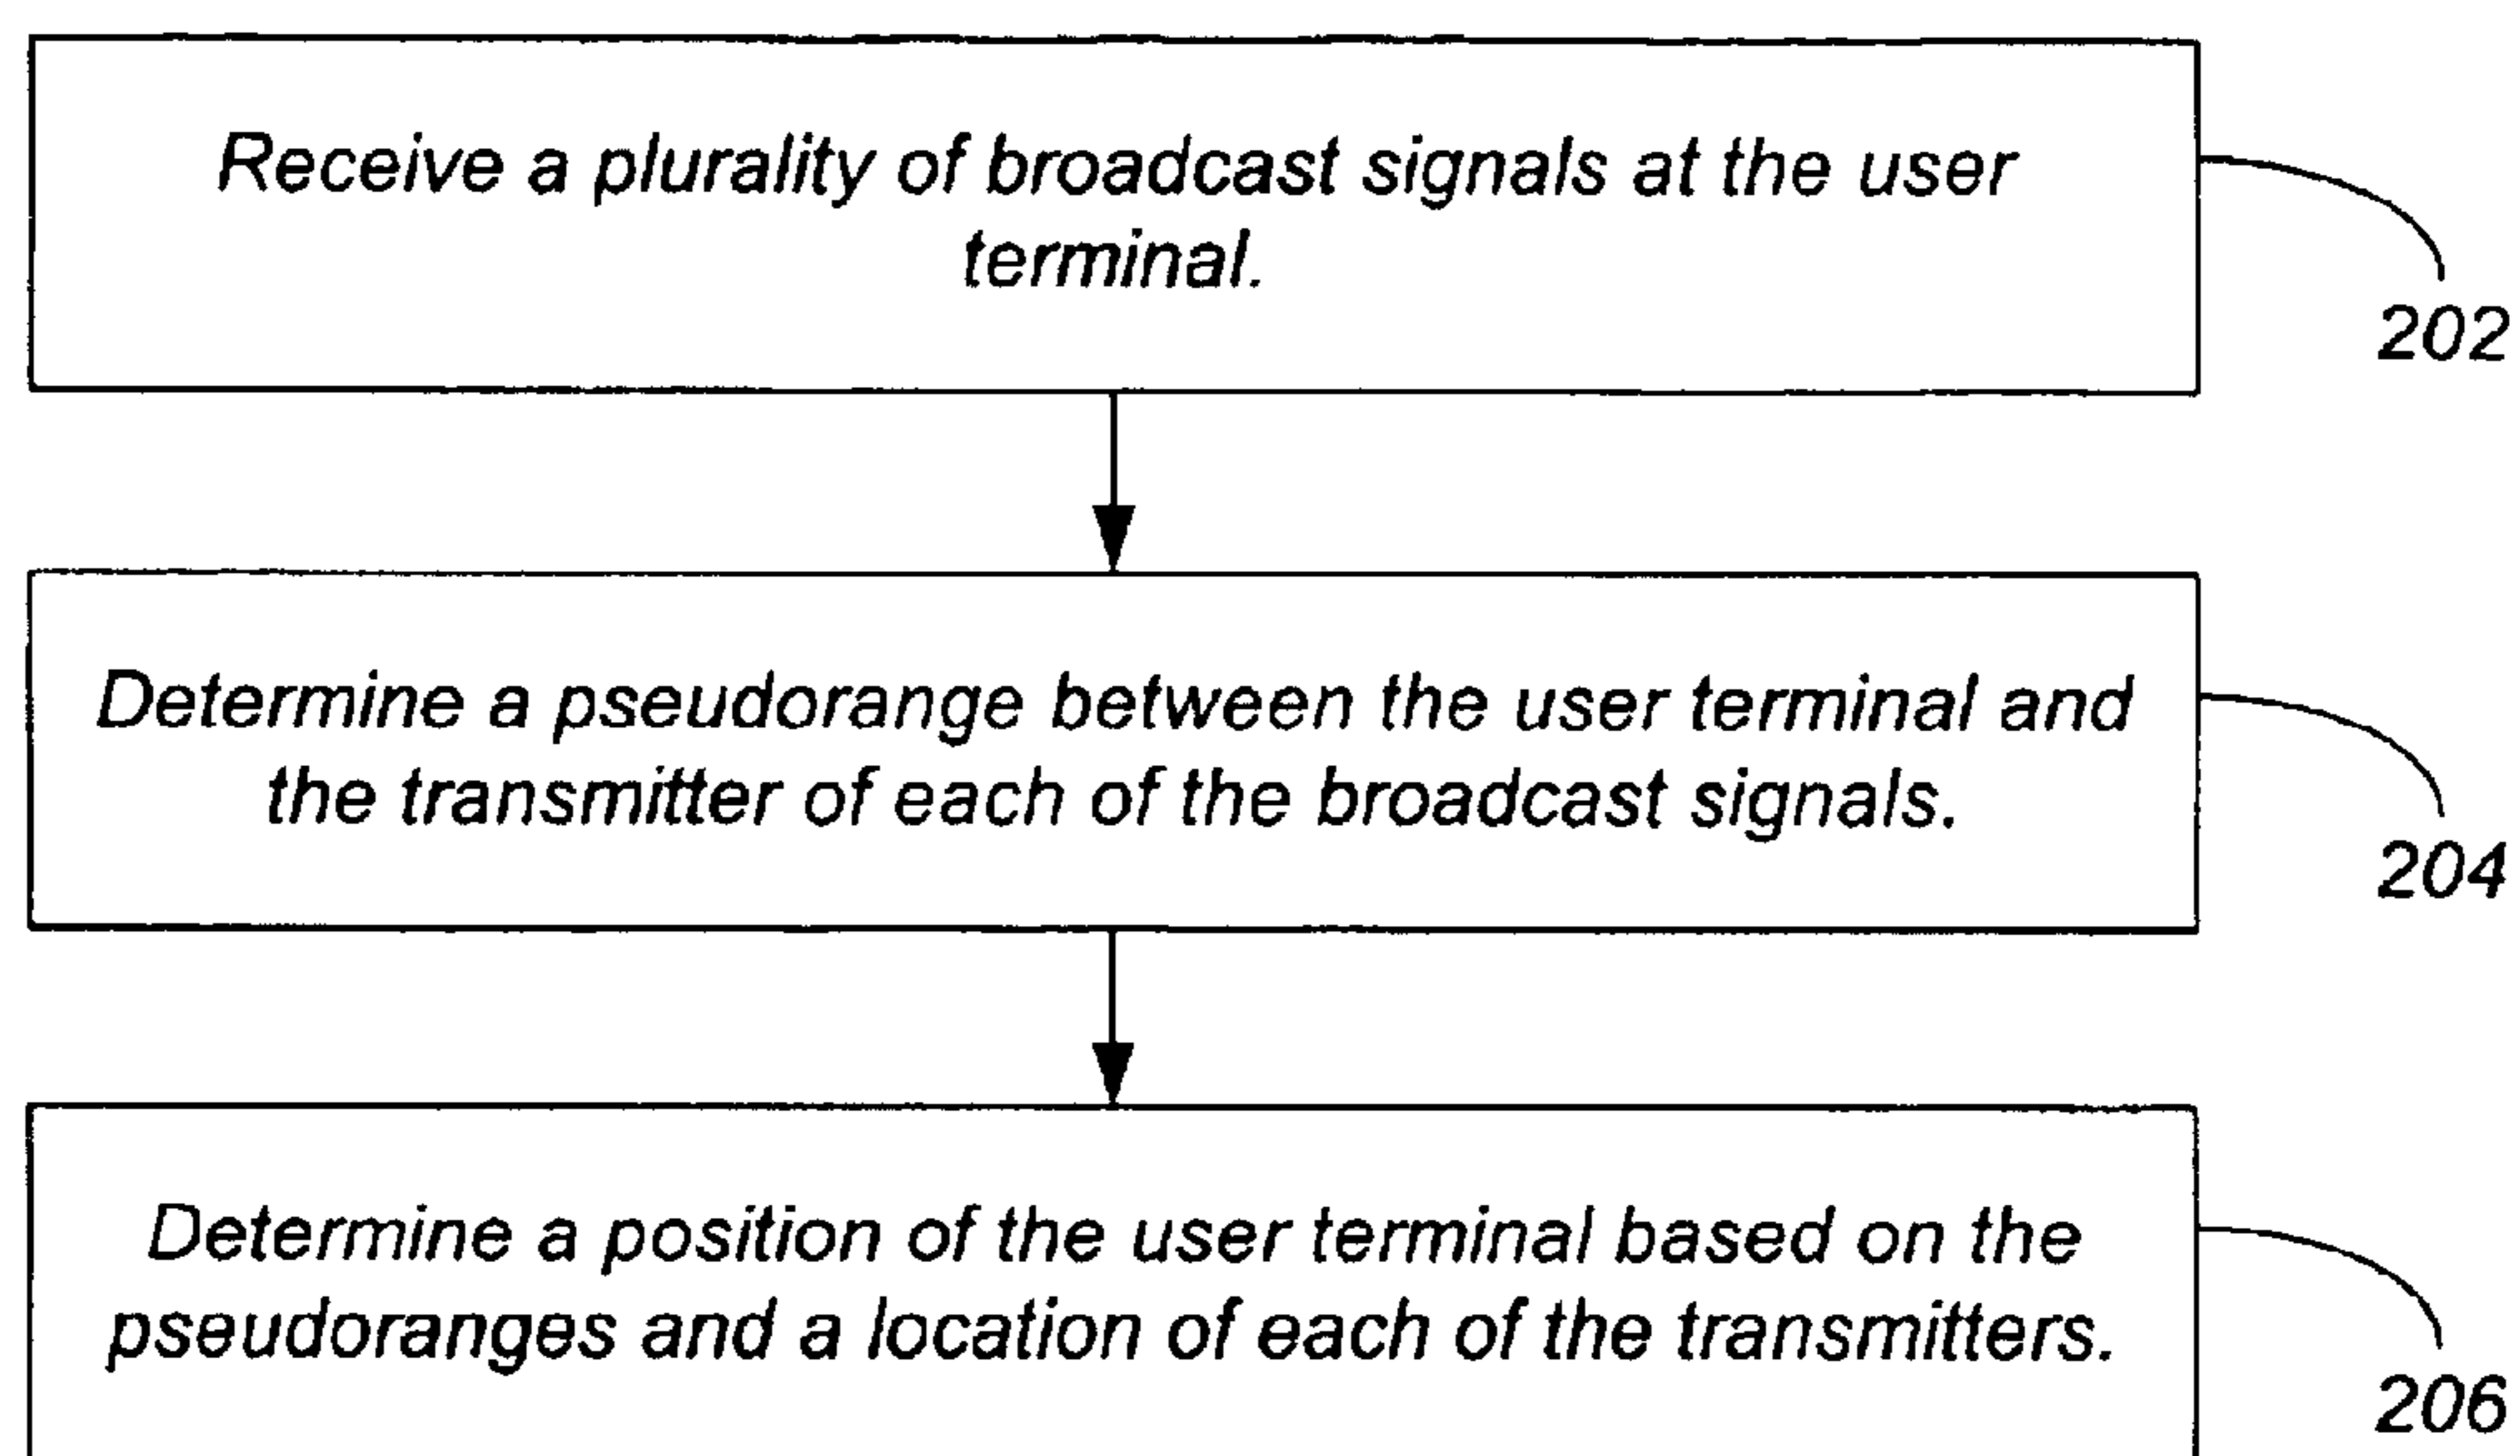 Receive a plurality of broadcast signals at the user
terminal.
202
Determine a pseudorange between the user terminal and
the transmitter of each of the broadcast signals.
204
Determine a position of the user terminal based on the
pseudoranges and a location of each of the transmitters.
206